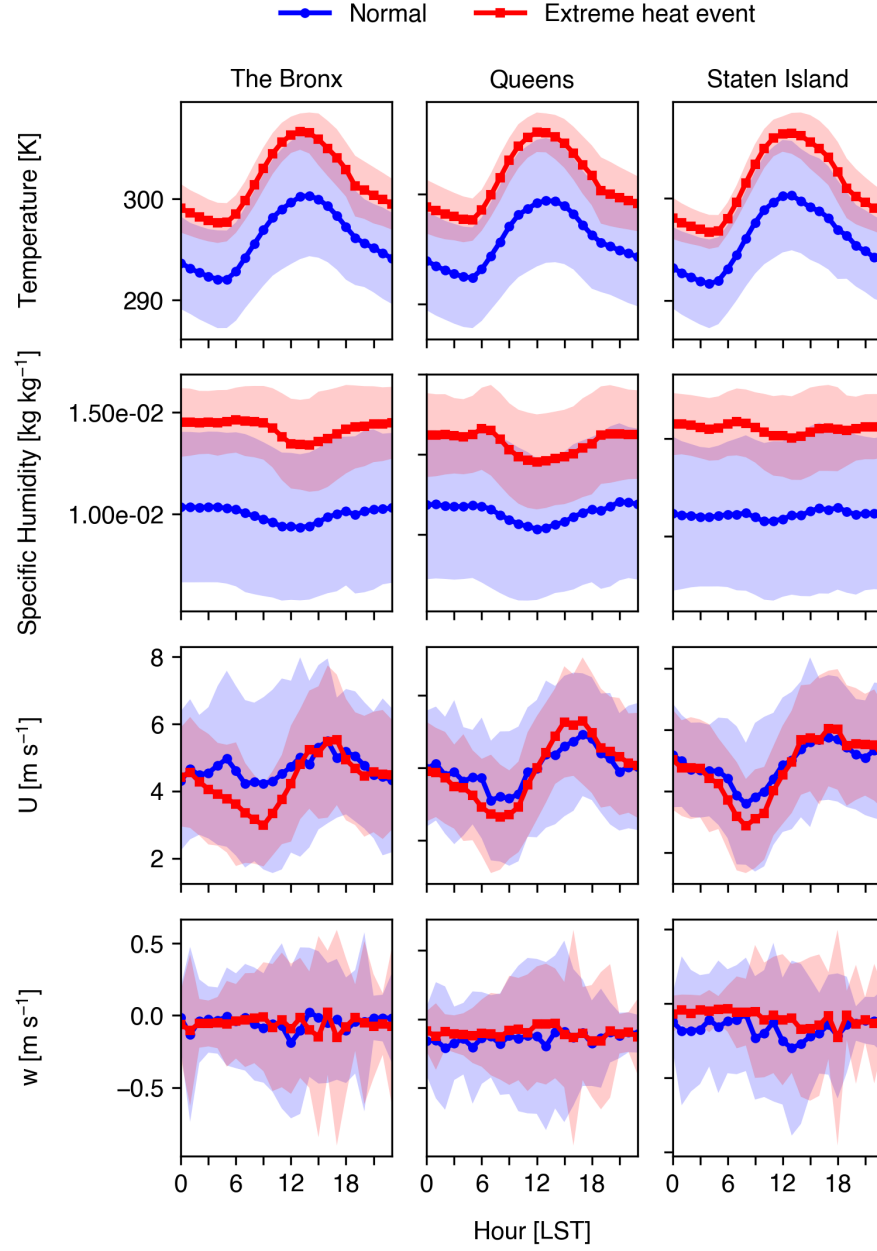 Normal Extreme heat event
The Bronx Queens Staten Island
Temperature [K]
300
290
Specific Humidity [kg kg⁻¹]
1.50e-02
1.00e-02
U [m s⁻¹]
8
6
4
2
w [m s⁻¹]
0.5
0.0
−0.5
0 6 12 18 0 6 12 18 0 6 12 18
Hour [LST]